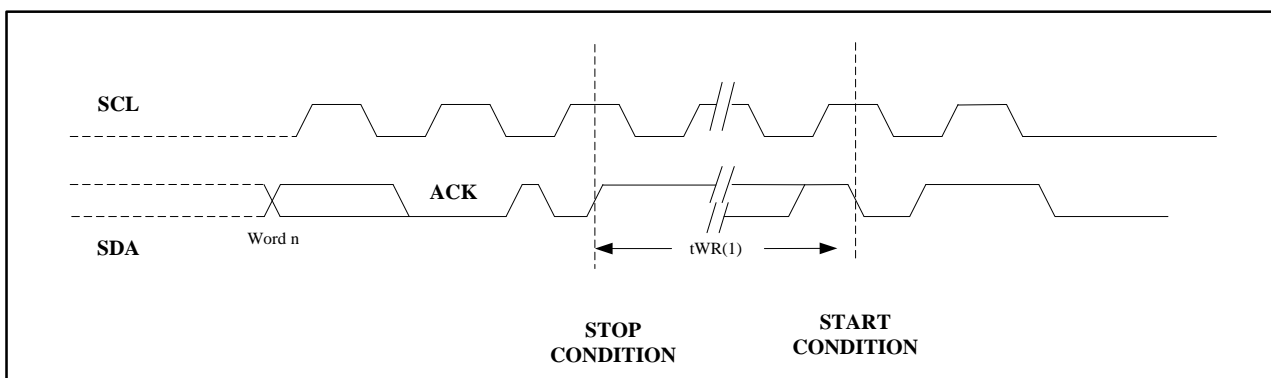 SCL
ACK
Word n
SDA
tWR(1)
STOP
CONDITION
START
CONDITION